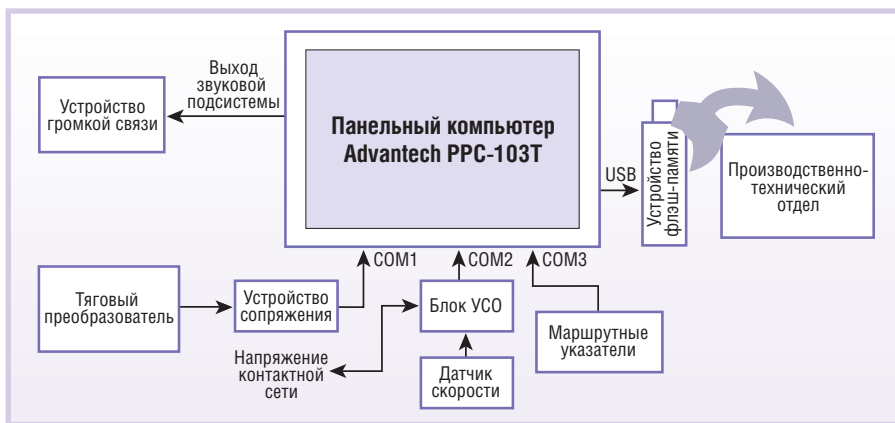 Выход
звуковой
подсистемы
Устройство
громкой связи
Панельный компьютер
Advantech PPC-103T
USB
Устройство
флэш-памяти
Производственно-
технический
отдел
COM1
COM2
COM3
Тяговый
преобразователь
Устройство
сопряжения
Блок УСО
Маршрутные
указатели
Напряжение
контактной
сети
Датчик
скорости